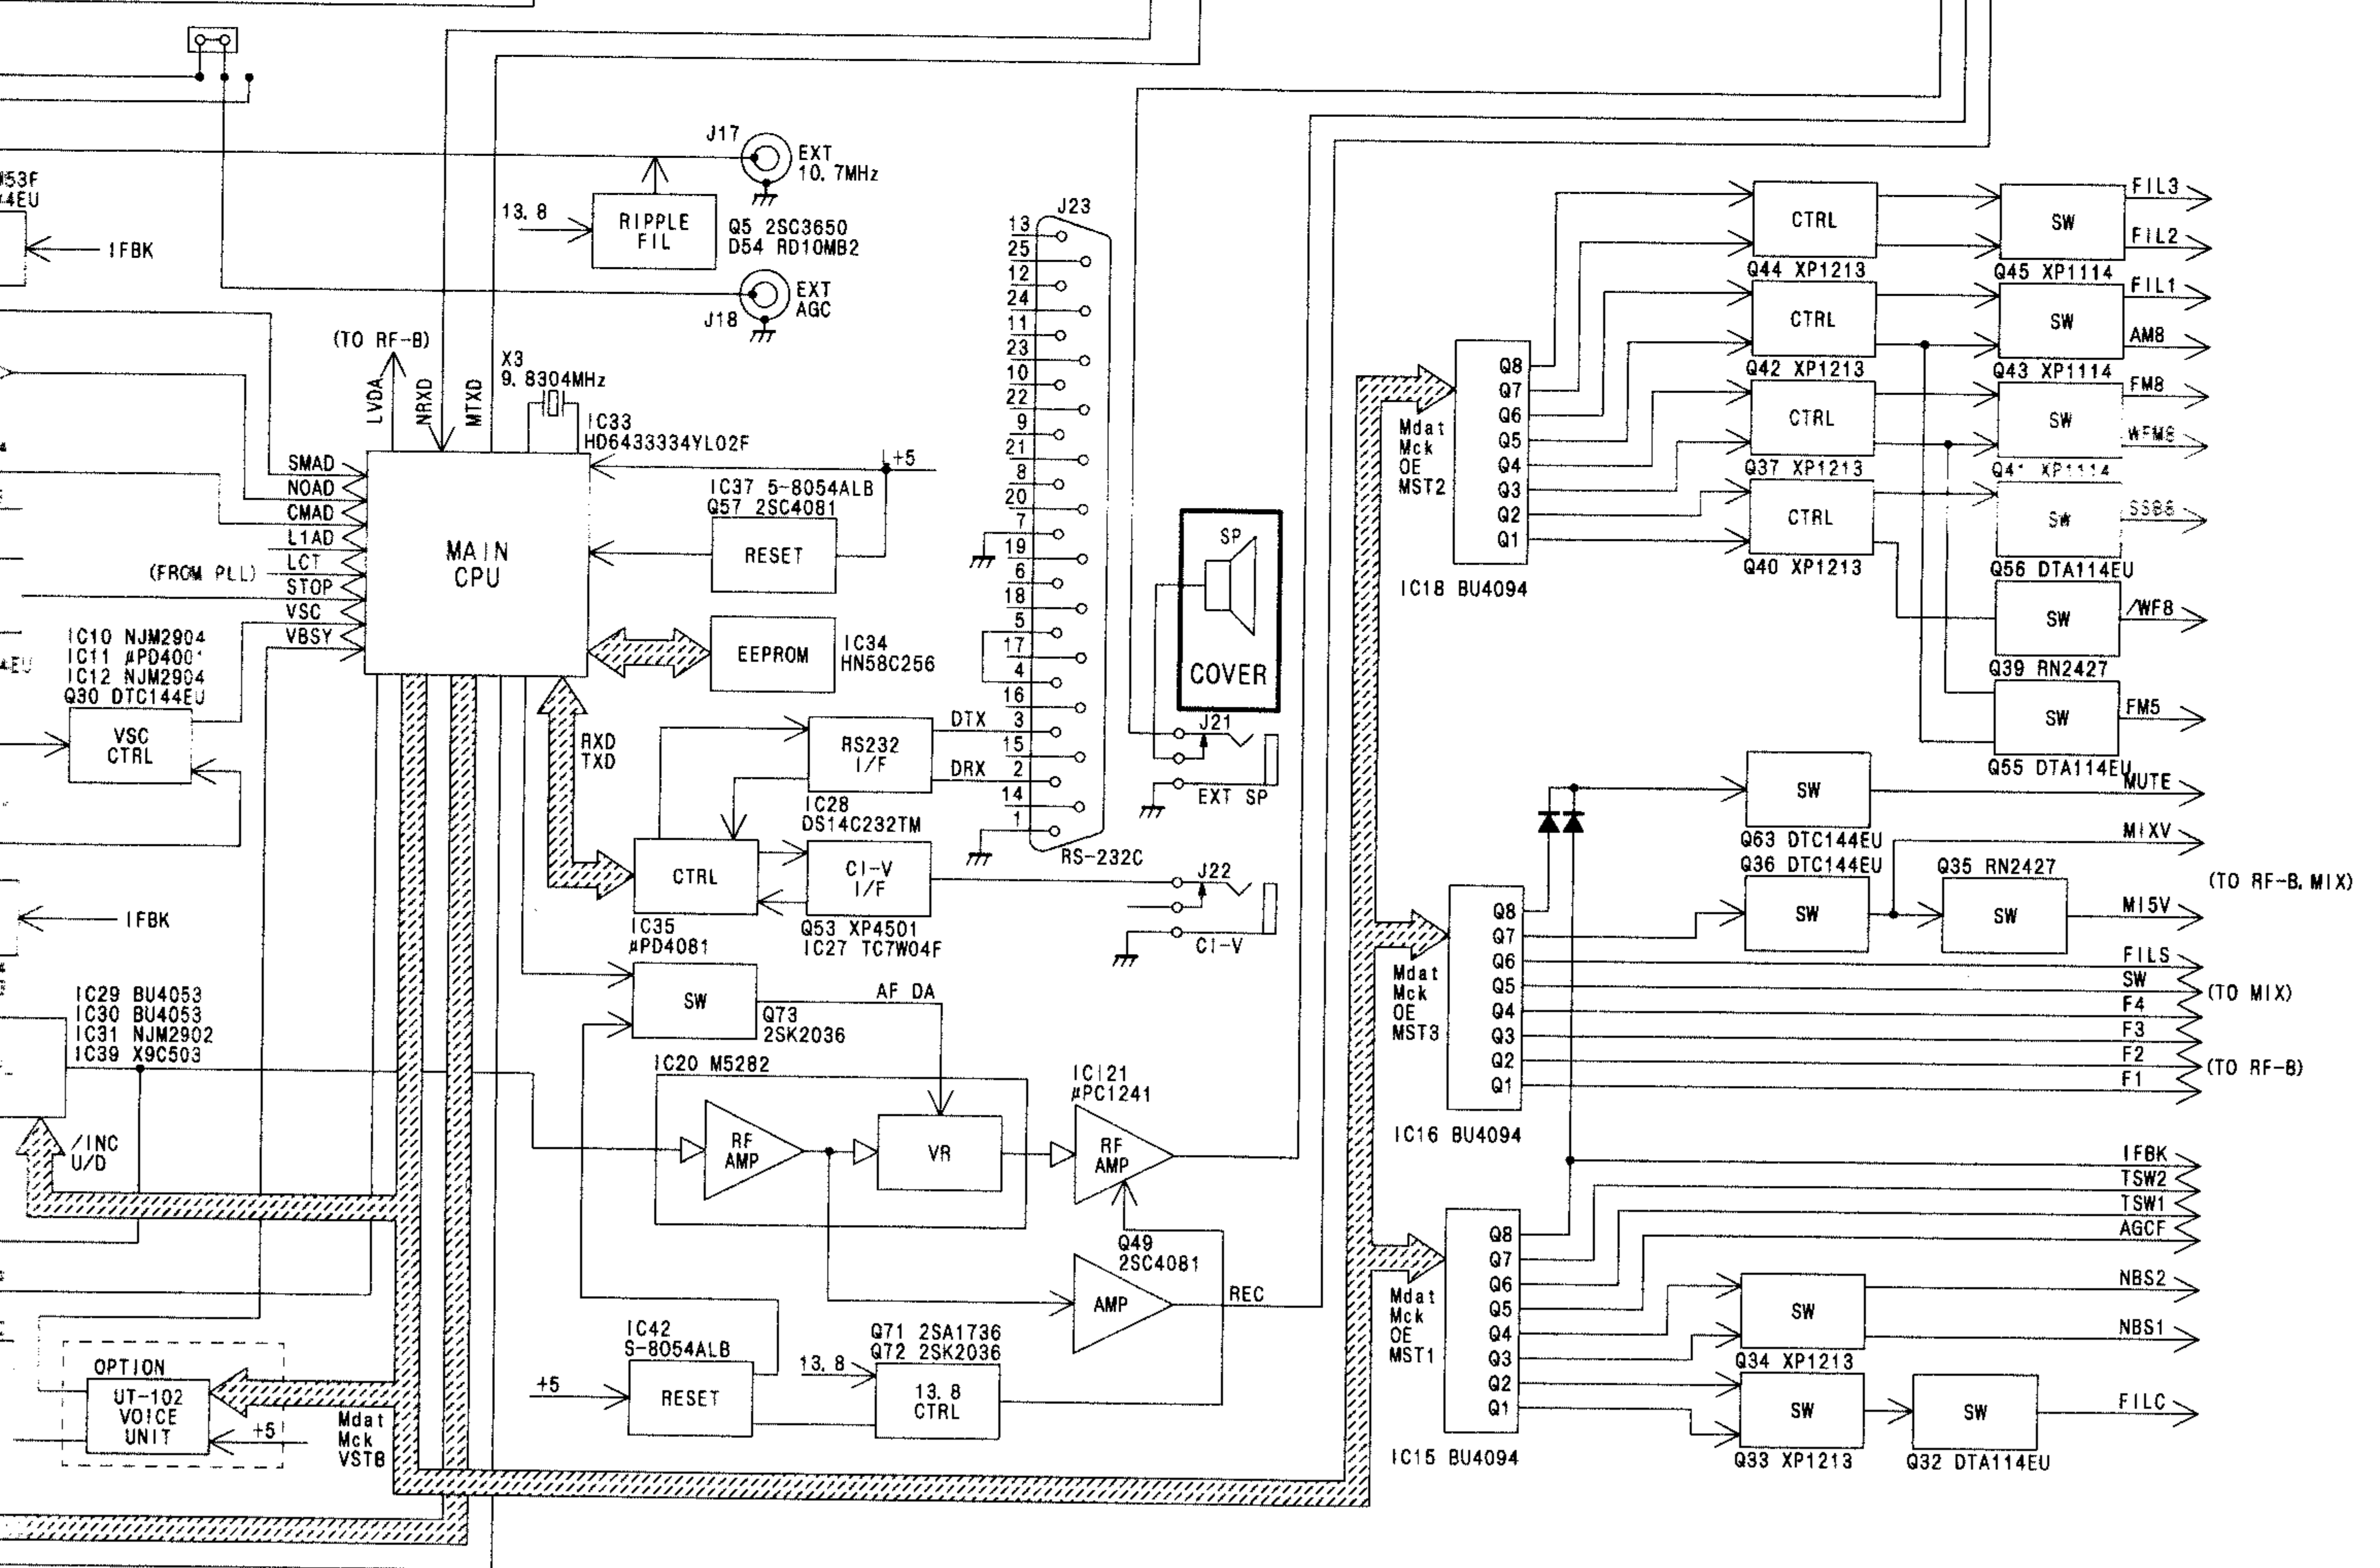 J17
EXT
10.7MHz
13.8
RIPPLE
FIL
Q5 2SC3650
D54 RD10MB2
EXT
AGC
J18
IFBK
(TO RF-B)
LVDA
NRXD
MTXD
X3
9.8304MHz
IC33
HD6433334YL02F
L+5
SMAD
NOAD
CMAD
L1AD
LCT
STOP
VSC
VBSY
(FROM PLL)
MAIN
CPU
IC37 S-8054ALB
Q57 2SC4081
RESET
EEPROM
IC34
HN58C256
IC10 NJM2904
IC11 μPD4001
IC12 NJM2904
Q30 DTC144EU
VSC
CTRL
RXD
TXD
RS232
I/F
DTX
DRX
IC28
DS14C232TM
CTRL
IC35
μPD4081
CI-V
I/F
Q53 XP4501
IC27 TC7W04F
J23
13
25
12
24
11
23
10
22
9
21
8
20
7
19
6
18
5
17
4
16
3
15
2
14
1
RS-232C
SP
COVER
J21
EXT SP
J22
CI-V
IFBK
IC29 BU4053
IC30 BU4053
IC31 NJM2902
IC39 X9C503
/INC
U/D
SW
AF DA
Q73
2SK2036
IC20 M5282
RF
AMP
VR
IC121
μPC1241
RF
AMP
Q49
2SC4081
AMP
REC
IC42
S-8054ALB
+5
RESET
13.8
Q71 2SA1736
Q72 2SK2036
13.8
CTRL
OPTION
UT-102
VOICE
UNIT
+5
Mdat
Mck
VSTB
Mdat
Mck
OE
MST2
Q8
Q7
Q6
Q5
Q4
Q3
Q2
Q1
IC18 BU4094
CTRL
Q44 XP1213
CTRL
Q42 XP1213
CTRL
Q37 XP1213
CTRL
Q40 XP1213
SW
Q45 XP1114
SW
Q43 XP1114
SW
Q41 XP1114
SW
Q56 DTA114EU
SW
Q39 RN2427
SW
Q55 DTA114EU
FIL3
FIL2
FIL1
AM8
FM8
WFM8
SSB8
/WF8
FM5
Mdat
Mck
OE
MST3
Q8
Q7
Q6
Q5
Q4
Q3
Q2
Q1
IC16 BU4094
SW
Q63 DTC144EU
Q36 DTC144EU
SW
Q35 RN2427
SW
MUTE
MIXV
(TO RF-B.MIX)
MI5V
FILS
SW
(TO MIX)
F4
F3
F2
(TO RF-B)
F1
Mdat
Mck
OE
MST1
Q8
Q7
Q6
Q5
Q4
Q3
Q2
Q1
IC15 BU4094
IFBK
TSW2
TSW1
AGCF
SW
Q34 XP1213
NBS2
NBS1
SW
Q33 XP1213
SW
Q32 DTA114EU
FILC